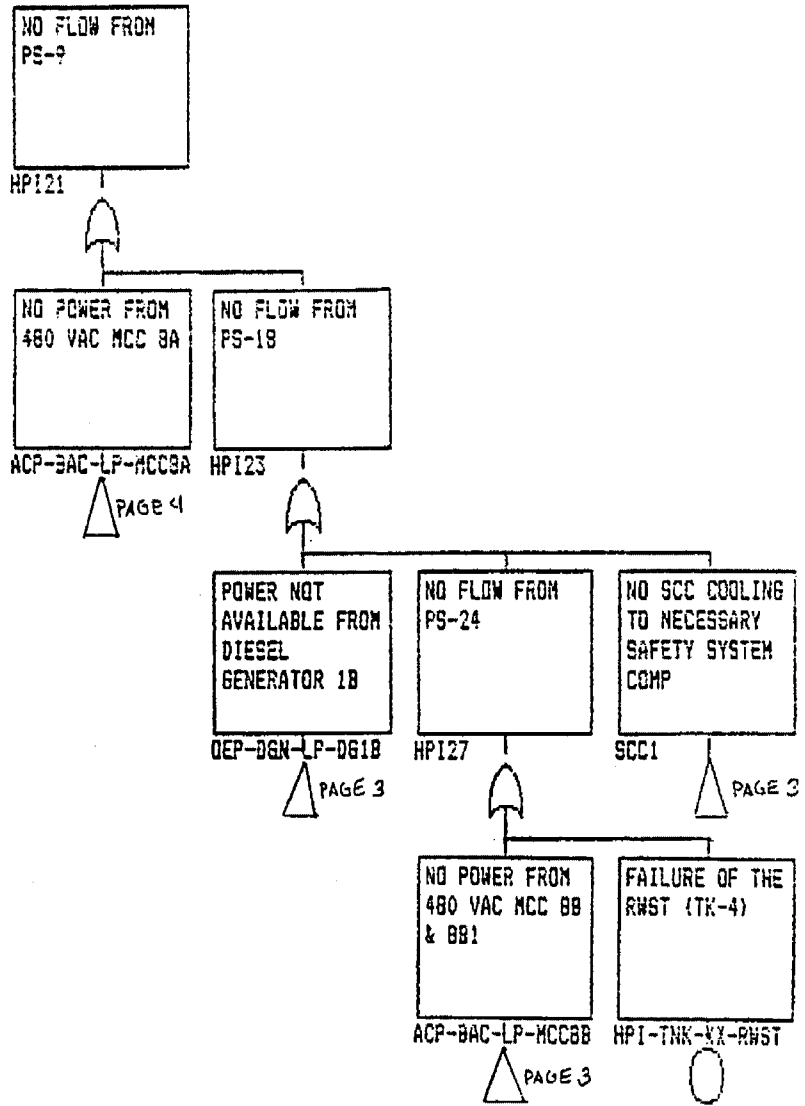 NO FLOW FROM
PS-9
HPI21
NO POWER FROM
480 VAC MCC 8A
ACP-BAC-LP-MCC8A
PAGE 4
NO FLOW FROM
PS-18
HPI23
POWER NOT
AVAILABLE FROM
DIESEL
GENERATOR 1B
OEP-DGN-LP-DG1B
PAGE 3
NO FLOW FROM
PS-24
HPI27
NO SCC COOLING
TO NECESSARY
SAFETY SYSTEM
COMP
SCC1
PAGE 3
NO POWER FROM
480 VAC MCC 8B
& 8B1
ACP-BAC-LP-MCC8B
PAGE 3
FAILURE OF THE
RWST (TK-4)
HPI-TNK-XX-RWST